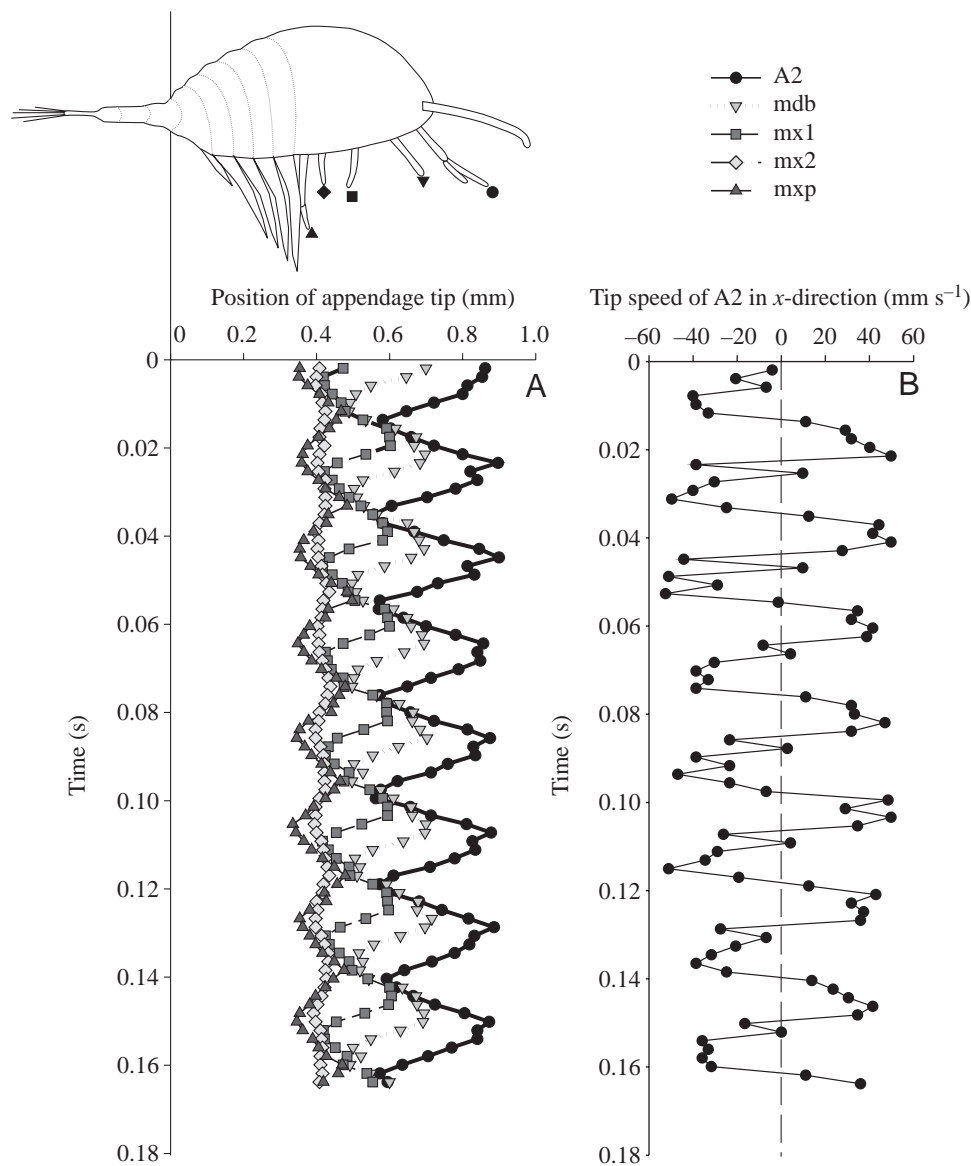 A2
mdb
mx1
mx2
mxp
Position of appendage tip (mm)
0 0.2 0.4 0.6 0.8 1.0
A
0
0.02
0.04
0.06
0.08
0.10
0.12
0.14
0.16
0.18
Time (s)
Tip speed of A2 in x-direction (mm s–1)
–60 –40 –20 0 20 40 60
B
0
0.02
0.04
0.06
0.08
0.10
0.12
0.14
0.16
0.18
Time (s)